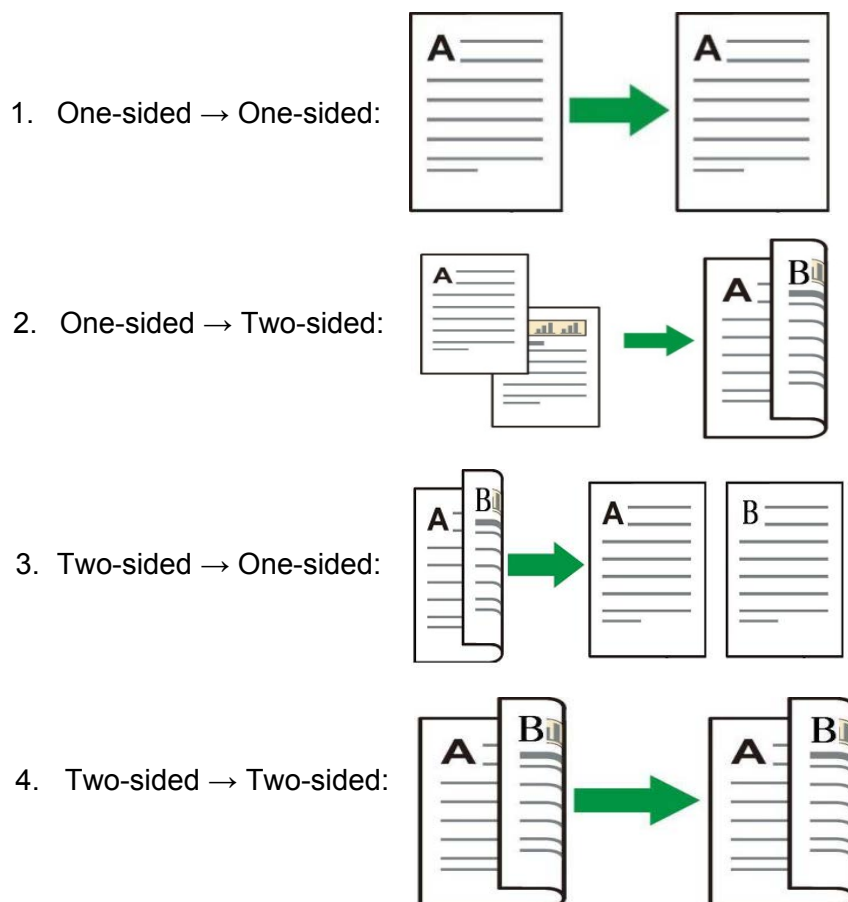 A A
1. One-sided → One-sided:
A A B
2. One-sided → Two-sided:
A B A B
3. Two-sided → One-sided:
A B A B
4. Two-sided → Two-sided: